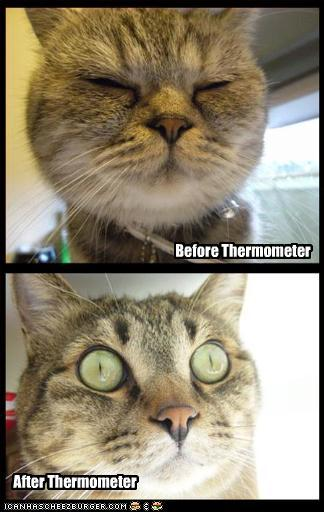 Before Thermometer
After Thermometer
ICANHASCHEEZBURGER.COM